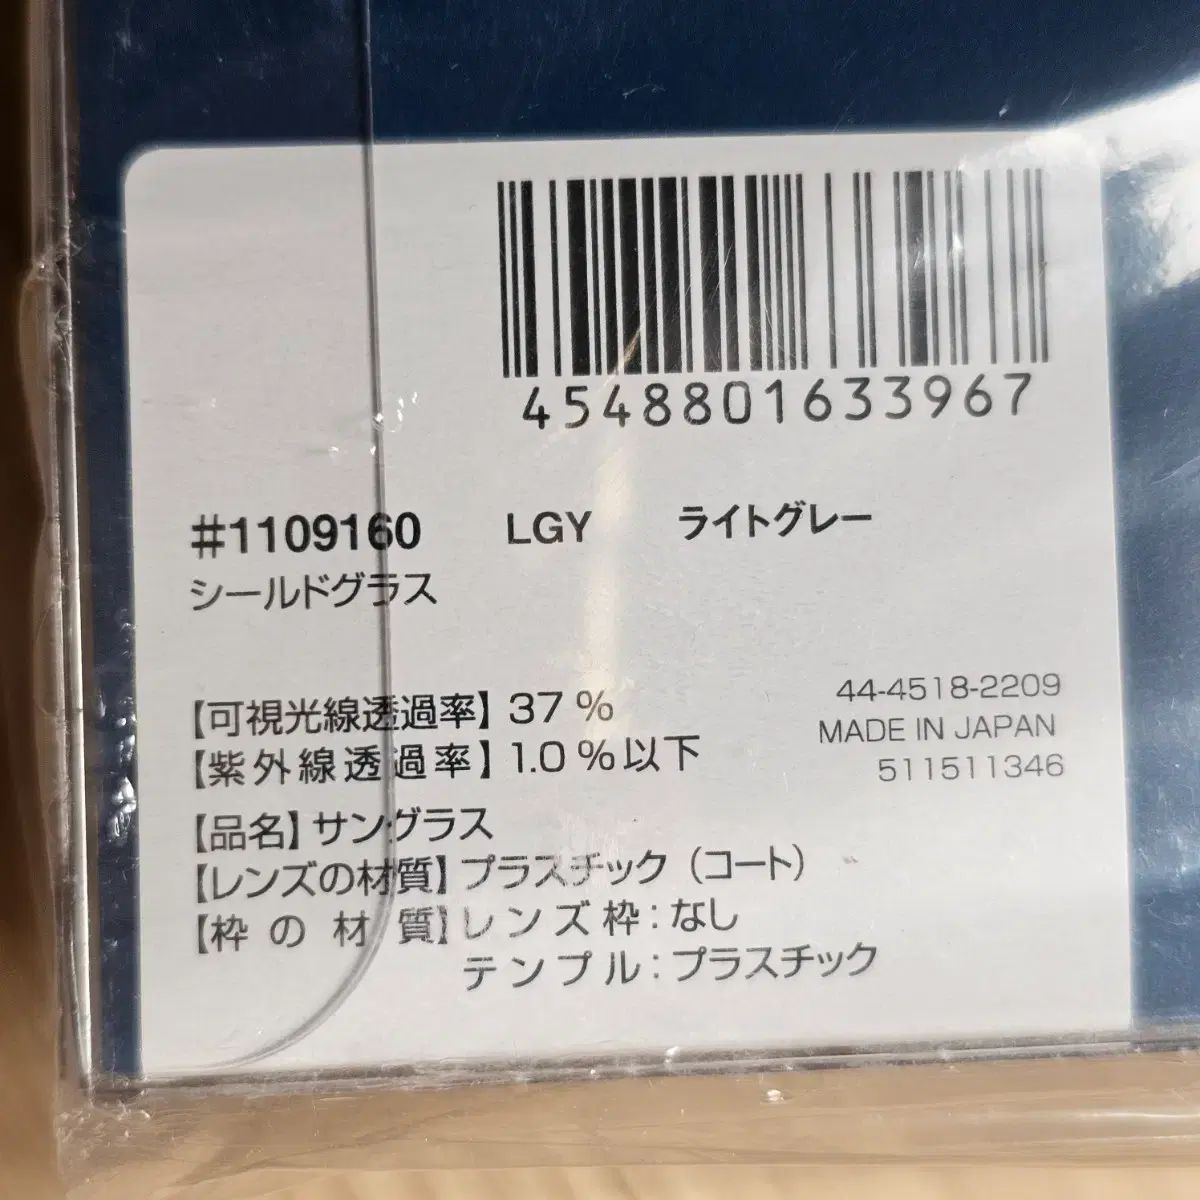 4548801633967
#1109160 LGY ライトグレー
シールドグラス
【可視光線透過率】37 %
【紫外線透過率】1.0 %以下
44-4518-2209
MADE IN JAPAN
511511346
【品名】サングラス
【レンズの材質】プラスチック（コート）
【枠の材質】レンズ枠：なし
テンプル：プラスチック